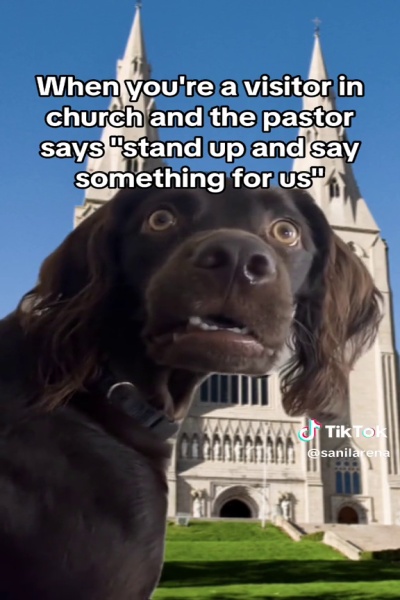 When you're a visitor in
church and the pastor
says "stand up and say
something for us"
TikTok
@sanilarena